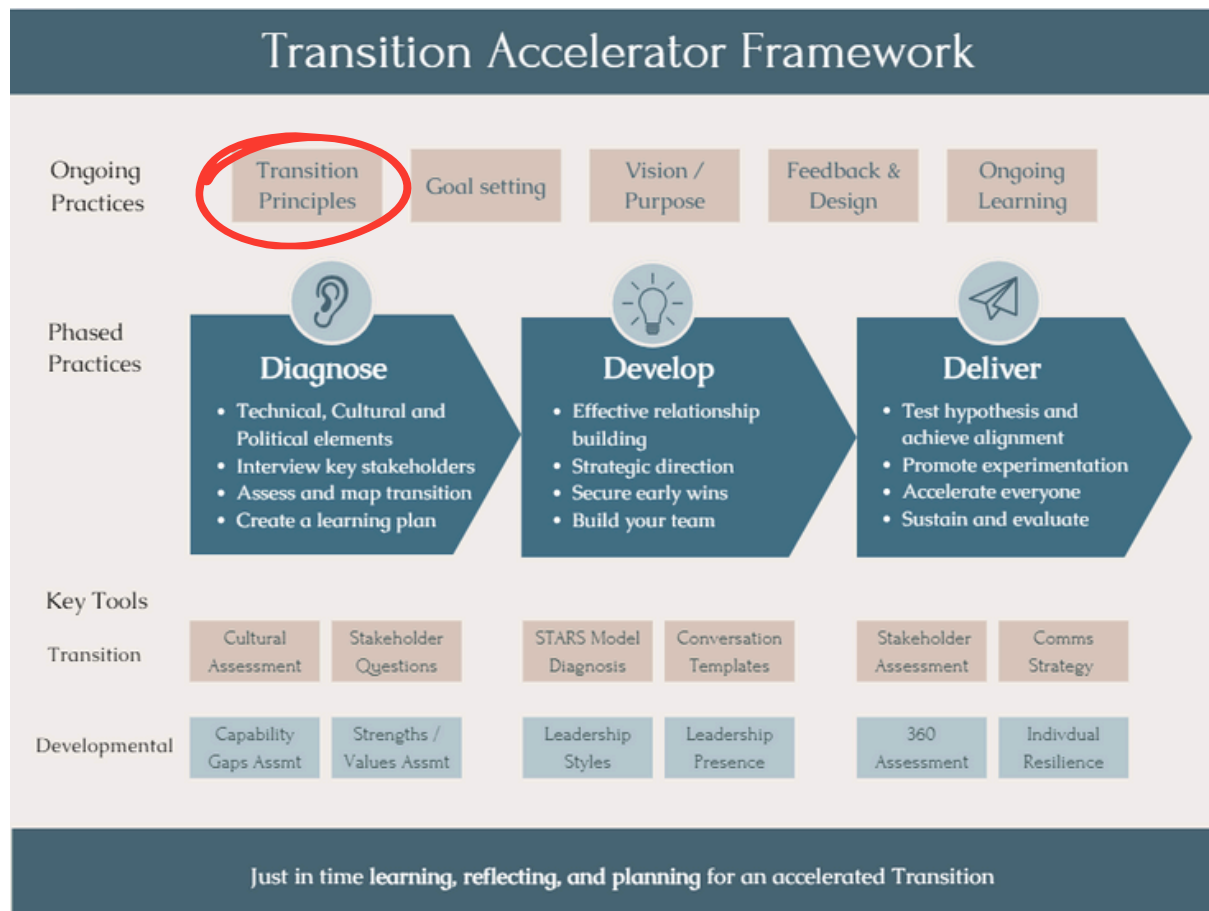 Transition Accelerator Framework
Ongoing
Practices
Transition
Principles
Goal setting
Vision /
Purpose
Feedback &
Design
Ongoing
Learning
Phased
Practices
Diagnose
• Technical, Cultural and
Political elements
• Interview key stakeholders
• Assess and map transition
• Create a learning plan
Develop
• Effective relationship
building
• Strategic direction
• Secure early wins
• Build your team
Deliver
• Test hypothesis and
achieve alignment
• Promote experimentation
• Accelerate everyone
• Sustain and evaluate
Key Tools
Transition
Cultural
Assessment
Stakeholder
Questions
STARS Model
Diagnosis
Conversation
Templates
Stakeholder
Assessment
Comms
Strategy
Developmental
Capability
Gaps Assmt
Strengths /
Values Assmt
Leadership
Styles
Leadership
Presence
360
Assessment
Indivdual
Resilience
Just in time learning, reflecting, and planning for an accelerated Transition